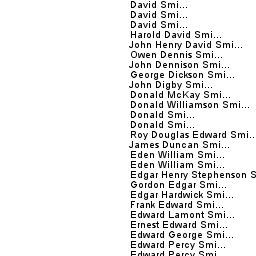 David Smi...
David Smi...
David Smi...
Harold David Smi...
John Henry David Smi...
Owen Dennis Smi...
John Dennison Smi...
George Dickson Smi...
John Digby Smi...
Donald McKay Smi...
Donald Williamson Smi...
Donald Smi...
Donald Smi...
Roy Douglas Edward Smi..
James Duncan Smi...
Eden William Smi...
Eden William Smi...
Edgar Henry Stephenson S
Gordon Edgar Smi...
Edgar Hardwick Smi...
Frank Edward Smi...
Edward Lamont Smi...
Ernest Edward Smi...
Edward George Smi...
Edward Percy Smi...
Edward Percy Smi...